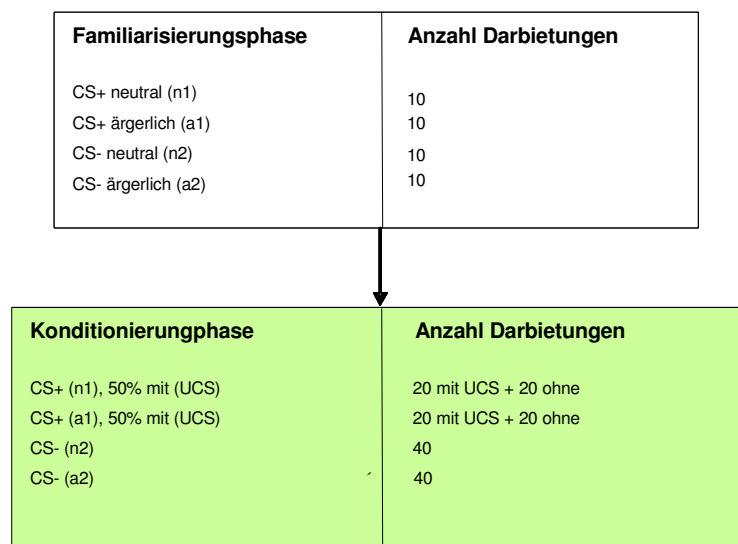 Familiarisierungsphase Anzahl Darbietungen
CS+ neutral (n1) 10
CS+ ärgerlich (a1) 10
CS- neutral (n2) 10
CS- ärgerlich (a2) 10
Konditionierungphase Anzahl Darbietungen
CS+ (n1), 50% mit (UCS) 20 mit UCS + 20 ohne
CS+ (a1), 50% mit (UCS) 20 mit UCS + 20 ohne
CS- (n2) 40
CS- (a2) ´ 40